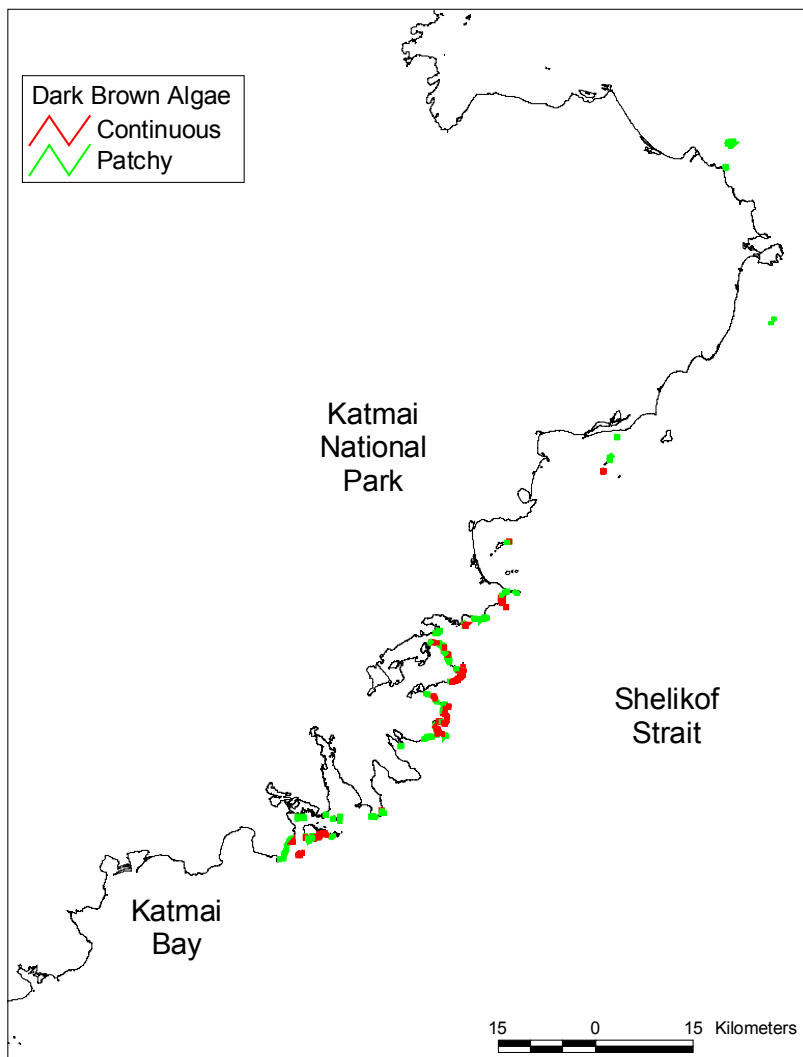 Dark Brown Algae
Continuous
Patchy
Katmai
National
Park
Shelikof
Strait
Katmai
Bay
15 0 15 Kilometers